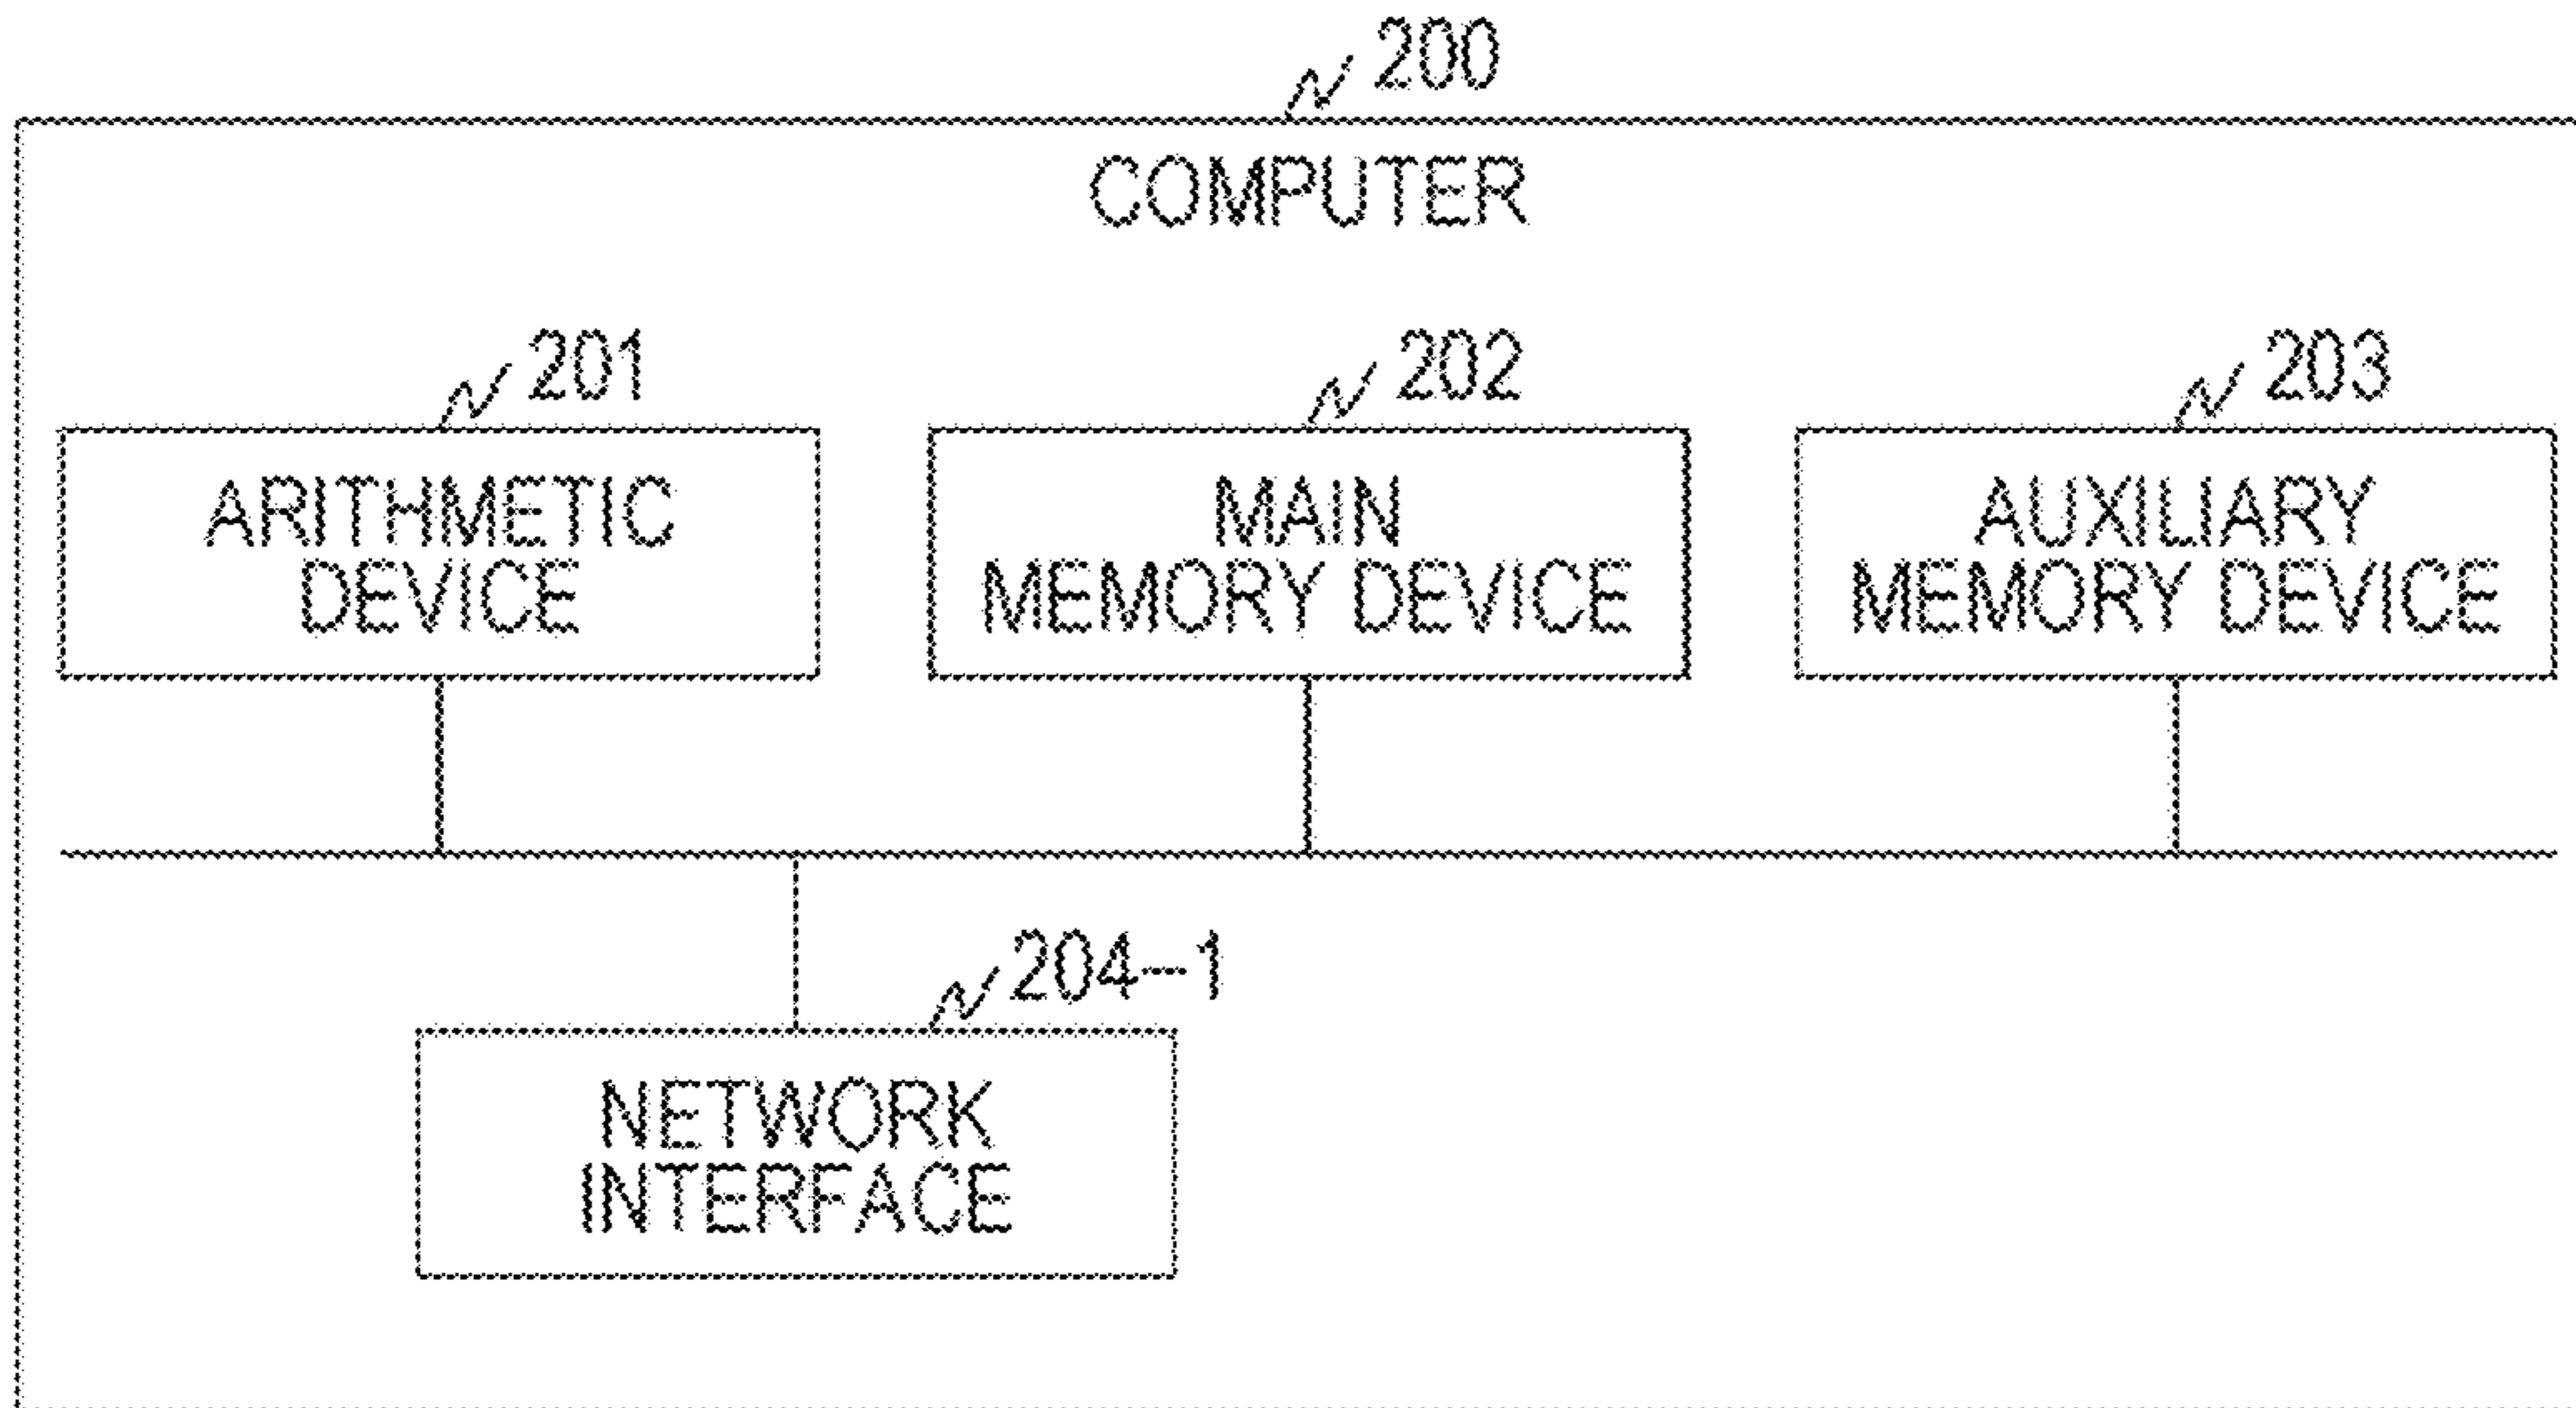 200
COMPUTER
201
202
203
ARITHMETIC
DEVICE
MAIN
MEMORY DEVICE
AUXILIARY
MEMORY DEVICE
204-1
NETWORK
INTERFACE